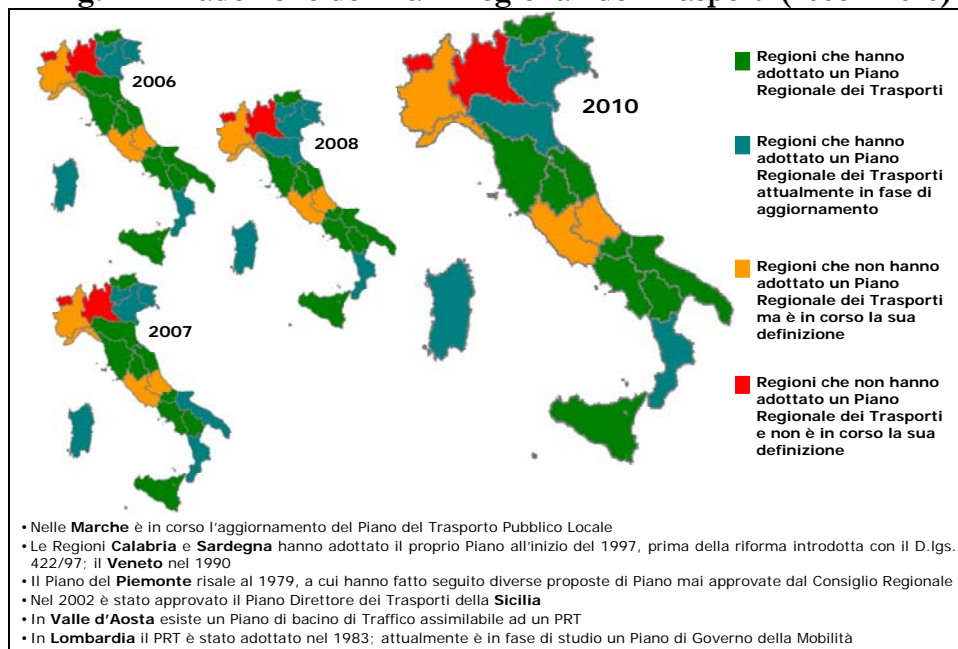 2006
2008
2010
2007
Regioni che hanno
adottato un Piano
Regionale dei Trasporti
Regioni che hanno
adottato un Piano
Regionale dei Trasporti
attualmente in fase di
aggiornamento
Regioni che non hanno
adottato un Piano
Regionale dei Trasporti
ma è in corso la sua
definizione
Regioni che non hanno
adottato un Piano
Regionale dei Trasporti
e non è in corso la sua
definizione
• Nelle Marche è in corso l'aggiornamento del Piano del Trasporto Pubblico Locale
• Le Regioni Calabria e Sardegna hanno adottato il proprio Piano all'inizio del 1997, prima della riforma introdotta con il D.lgs.
422/97; il Veneto nel 1990
• Il Piano del Piemonte risale al 1979, a cui hanno fatto seguito diverse proposte di Piano mai approvate dal Consiglio Regionale
• Nel 2002 è stato approvato il Piano Direttore dei Trasporti della Sicilia
• In Valle d'Aosta esiste un Piano di bacino di Traffico assimilabile ad un PRT
• In Lombardia il PRT è stato adottato nel 1983; attualmente è in fase di studio un Piano di Governo della Mobilità